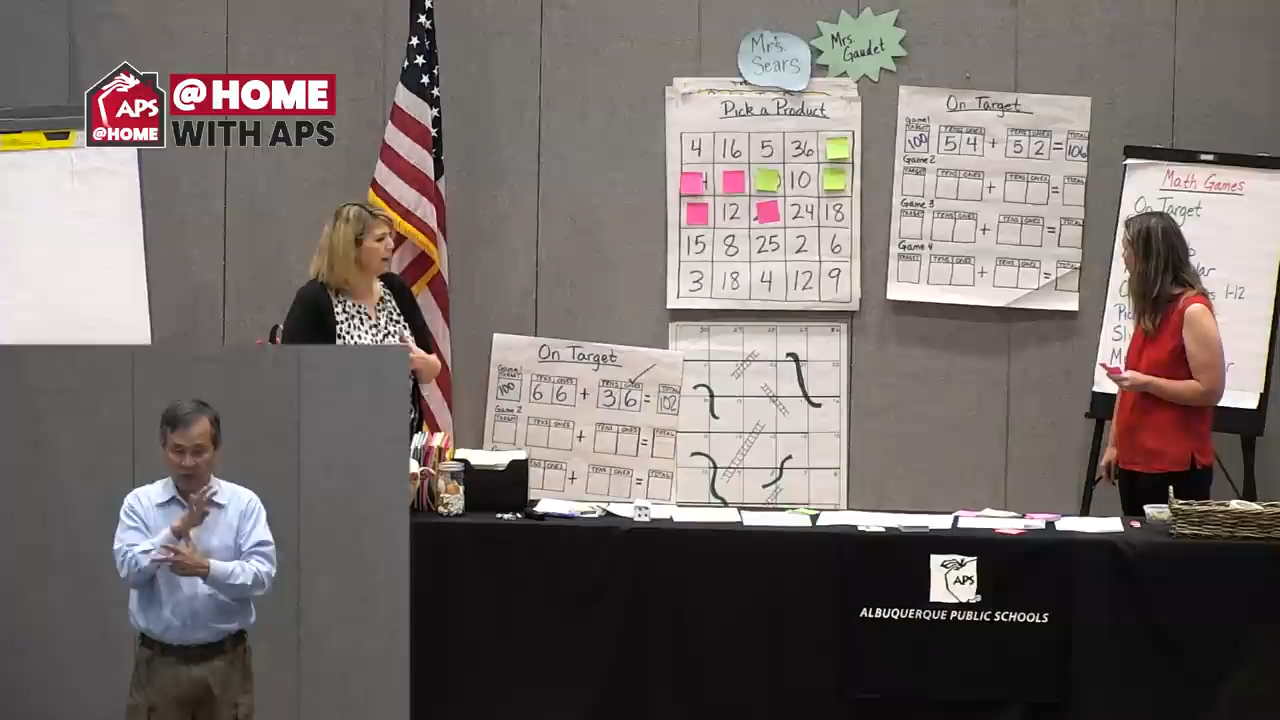 APS
@HOME
@HOME
WITH APS
Mrs.
Sears
Mrs.
Gaudet
Pick a Product
4 16 5 36
10
12 24 18
15 8 25 2 6
3 18 4 12 9
On Target
Game 1
TARGET TENS ONES TENS ONES TOTAL
100 5 4 + 5 2 = 106
Game 2
TARGET TENS ONES TENS ONES TOTAL
+ =
Game 3
TARGET TENS ONES TENS ONES TOTAL
+ =
Game 4
TARGET TENS ONES TENS ONES TOTAL
+ =
Math Games
On Target
1-12
On Target
Game 1
TARGET TENS ONES TENS ONES TOTAL
100 6 6 + 3 6 = 102
Game 2
TARGET TENS ONES TENS ONES TOTAL
+ =
TENS ONES TENS ONES TOTAL
+ =
APS
ALBUQUERQUE PUBLIC SCHOOLS